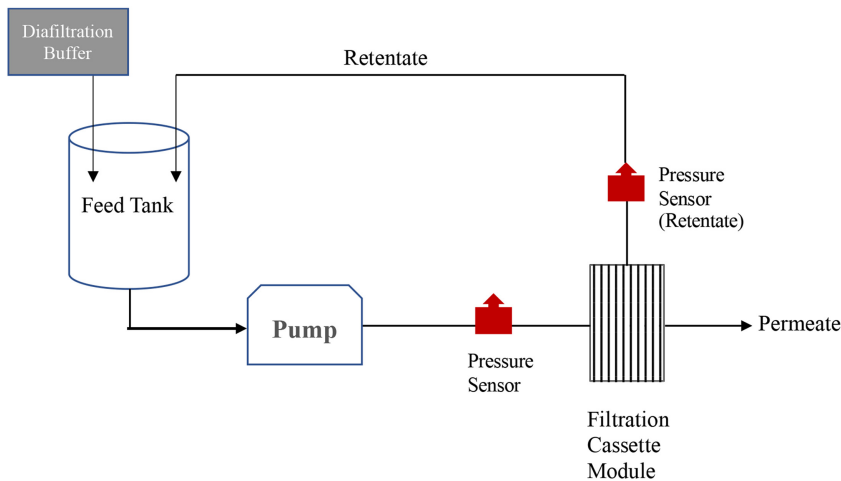 Diafiltration
Buffer
Retentate
Feed Tank
Pressure
Sensor
(Retentate)
Pump
Pressure
Sensor
Permeate
Filtration
Cassette
Module